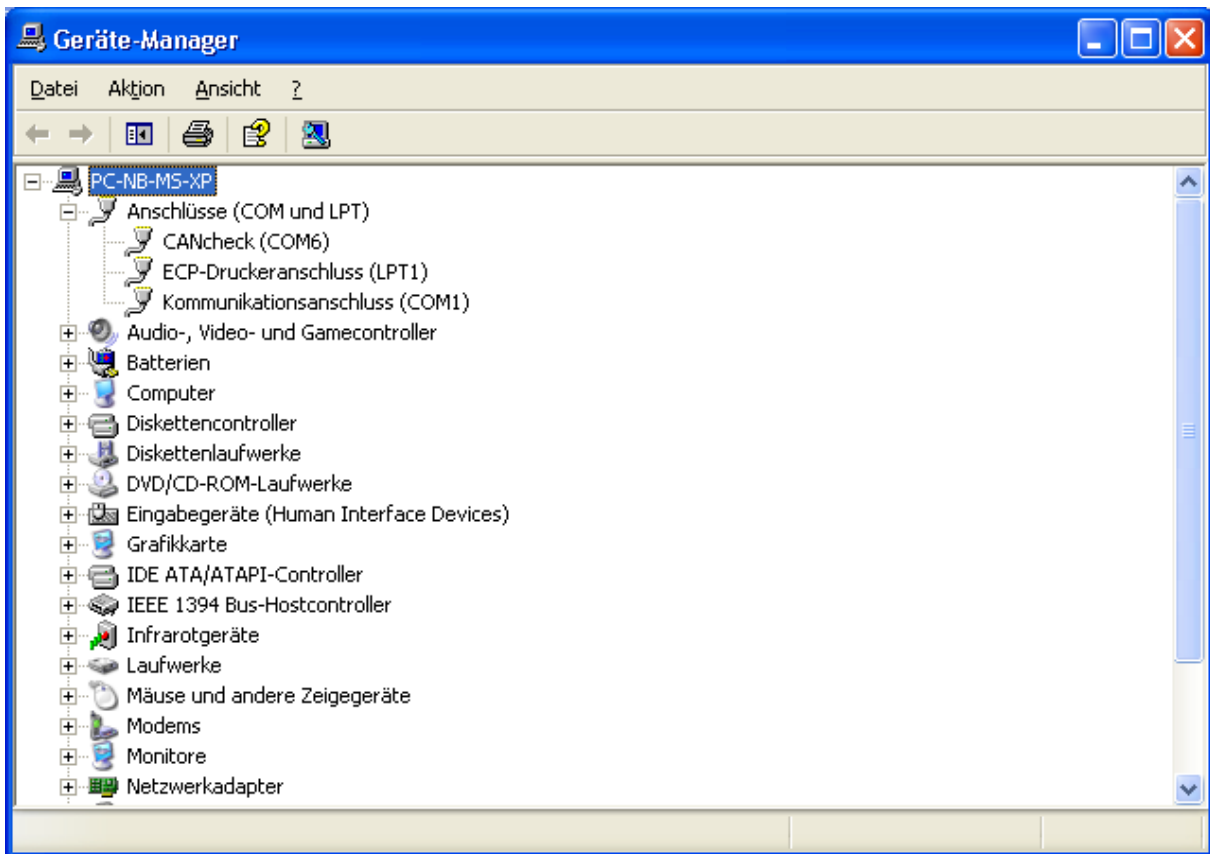 Geräte-Manager
Datei Aktion Ansicht ?
PC-NB-MS-XP
Anschlüsse (COM und LPT)
CANcheck (COM6)
ECP-Druckeranschluss (LPT1)
Kommunikationsanschluss (COM1)
Audio-, Video- und Gamecontroller
Batterien
Computer
Diskettencontroller
Diskettenlaufwerke
DVD/CD-ROM-Laufwerke
Eingabegeräte (Human Interface Devices)
Grafikkarte
IDE ATA/ATAPI-Controller
IEEE 1394 Bus-Hostcontroller
Infrarotgeräte
Laufwerke
Mäuse und andere Zeigegeräte
Modems
Monitore
Netzwerkadapter